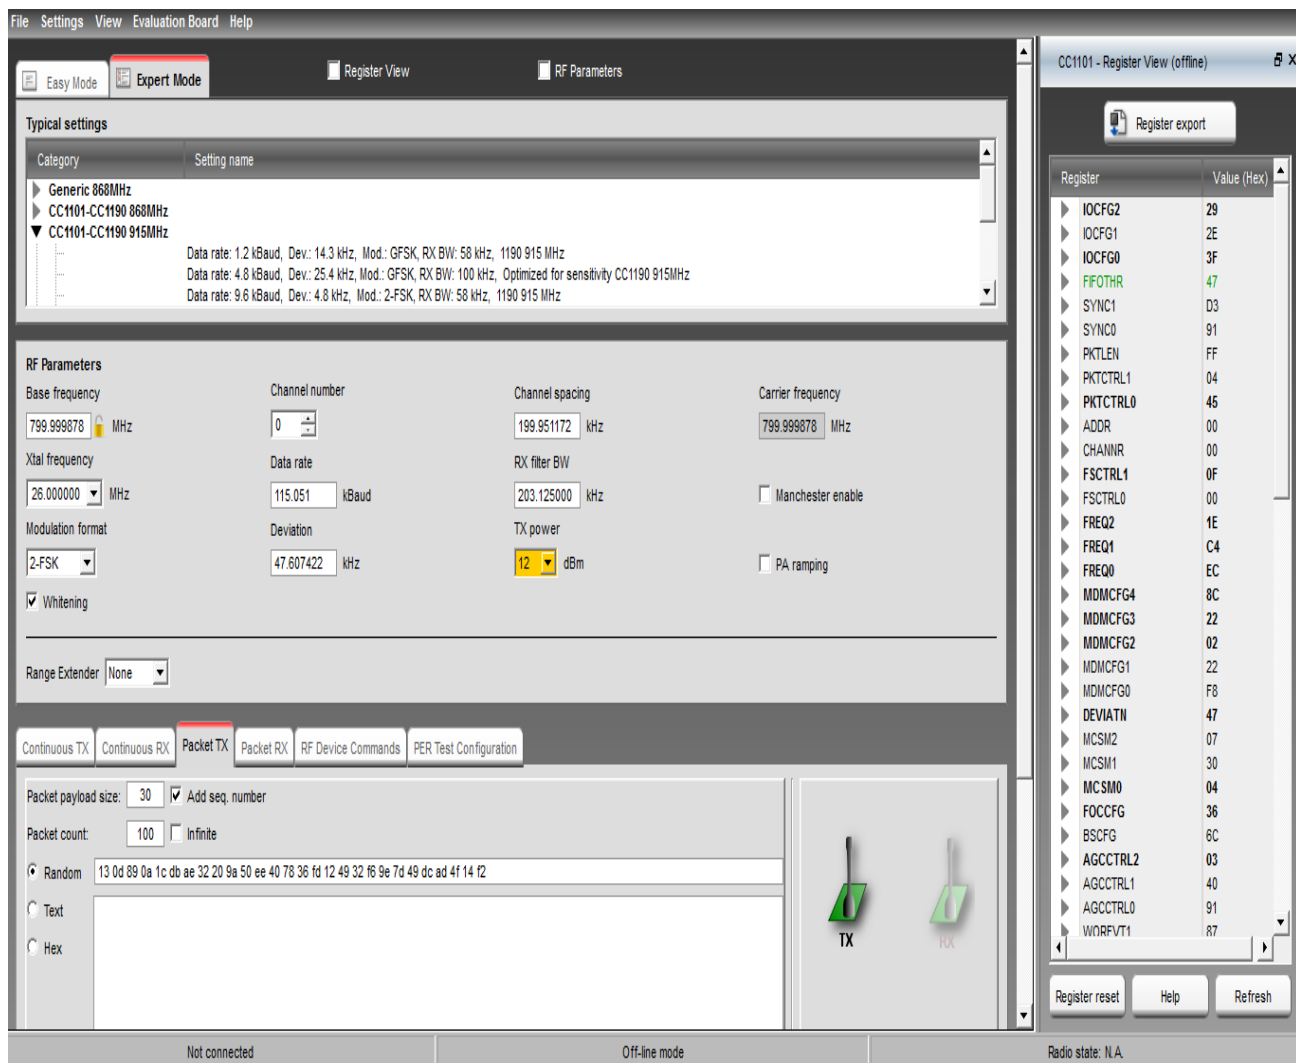 File Settings View Evaluation Board Help
Easy Mode
Expert Mode
Register View
RF Parameters
Typical settings
Category Setting name
Generic 868MHz
CC1101-CC1190 868MHz
CC1101-CC1190 915MHz
Data rate: 1.2 kBaud, Dev.: 14.3 kHz, Mod.: GFSK, RX BW: 58 kHz, 1190 915 MHz
Data rate: 4.8 kBaud, Dev.: 25.4 kHz, Mod.: GFSK, RX BW: 100 kHz, Optimized for sensitivity CC1190 915MHz
Data rate: 9.6 kBaud, Dev.: 4.8 kHz, Mod.: 2-FSK, RX BW: 58 kHz, 1190 915 MHz
RF Parameters
Base frequency Channel number Channel spacing Carrier frequency
799.999878 MHz 0 199.951172 kHz 799.999878 MHz
Xtal frequency Data rate RX filter BW
26.000000 MHz 115.051 kBaud 203.125000 kHz Manchester enable
Modulation format Deviation TX power
2-FSK 47.607422 kHz 12 dBm PA ramping
Whitening
Range Extender None
Continuous TX Continuous RX Packet TX Packet RX RF Device Commands PER Test Configuration
Packet payload size: 30 Add seq. number
Packet count: 100 Infinite
Random 13 0d 89 0a 1c db ae 32 20 9a 50 ee 40 78 36 fd 12 49 32 f6 9e 7d 49 dc ad 4f 14 f2
Text
Hex
TX
RX
CC1101 - Register View (offline)
Register export
Register Value (Hex)
IOCFG2 29
IOCFG1 2E
IOCFG0 3F
FIFOTHR 47
SYNC1 D3
SYNC0 91
PKTLEN FF
PKTCTRL1 04
PKTCTRL0 45
ADDR 00
CHANNR 00
FSCTRL1 0F
FSCTRL0 00
FREQ2 1E
FREQ1 C4
FREQ0 EC
MDMCFG4 8C
MDMCFG3 22
MDMCFG2 02
MDMCFG1 22
MDMCFG0 F8
DEVIATN 47
MCSM2 07
MCSM1 30
MCSM0 04
FOCCFG 36
BSCFG 6C
AGCCTRL2 03
AGCCTRL1 40
AGCCTRL0 91
WOREVT1 87
Register reset Help Refresh
Not connected Off-line mode Radio state: N.A.